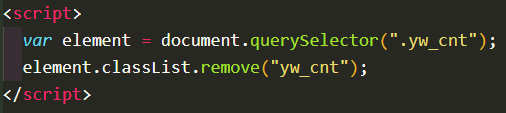 <script>
var element = document.querySelector(".yw_cnt");
element.classList.remove("yw_cnt");
</script>